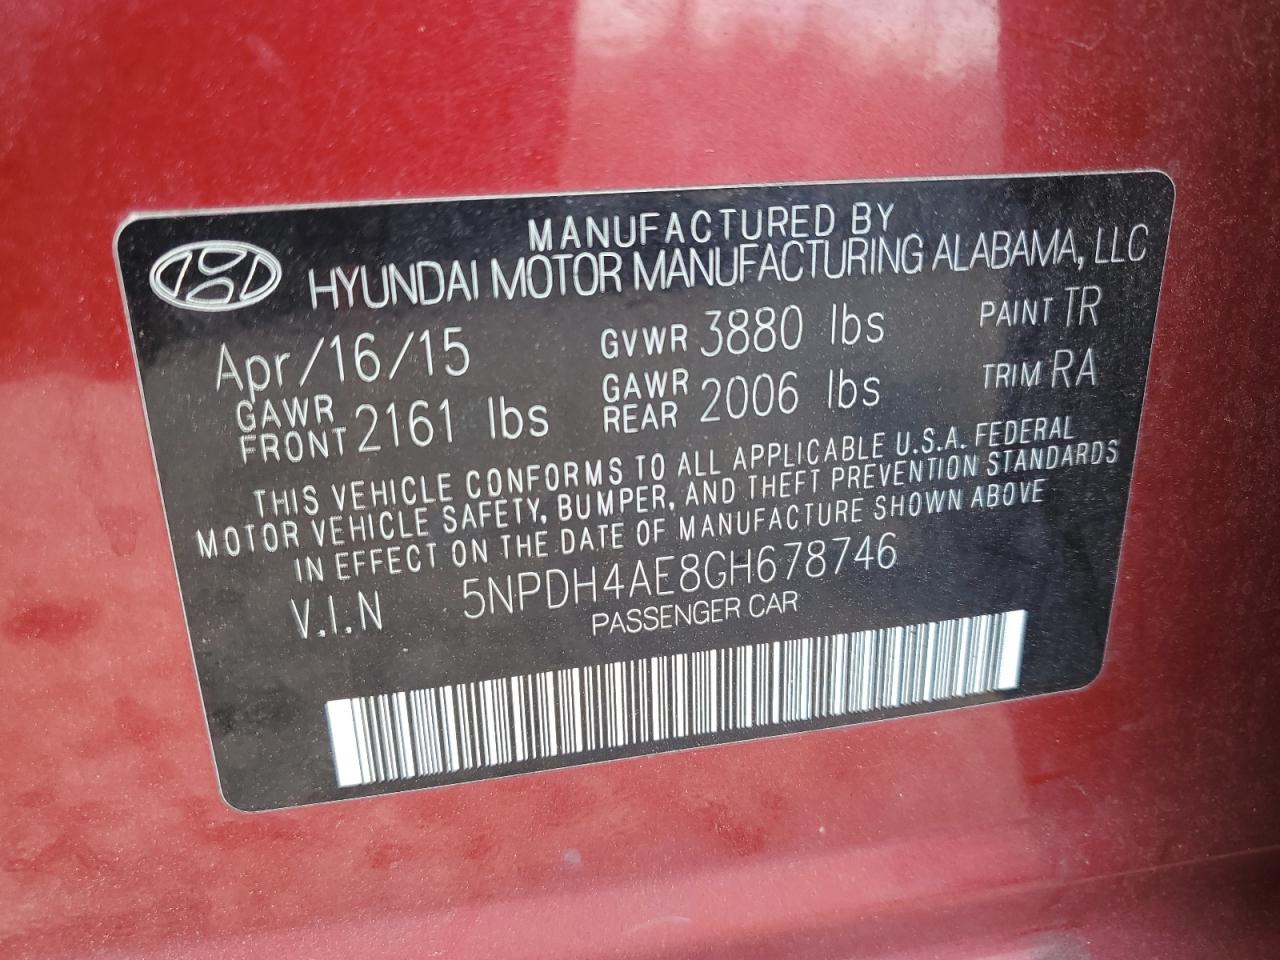 MANUFACTURED BY
HYUNDAI MOTOR MANUFACTURING ALABAMA, LLC
Apr/16/15 GVWR 3880 lbs PAINT TR
GAWR FRONT 2161 lbs GAWR REAR 2006 lbs TRIM RA
THIS VEHICLE CONFORMS TO ALL APPLICABLE U.S.A. FEDERAL
MOTOR VEHICLE SAFETY, BUMPER, AND THEFT PREVENTION STANDARDS
IN EFFECT ON THE DATE OF MANUFACTURE SHOWN ABOVE
V.I.N 5NPDH4AE8GH678746
PASSENGER CAR